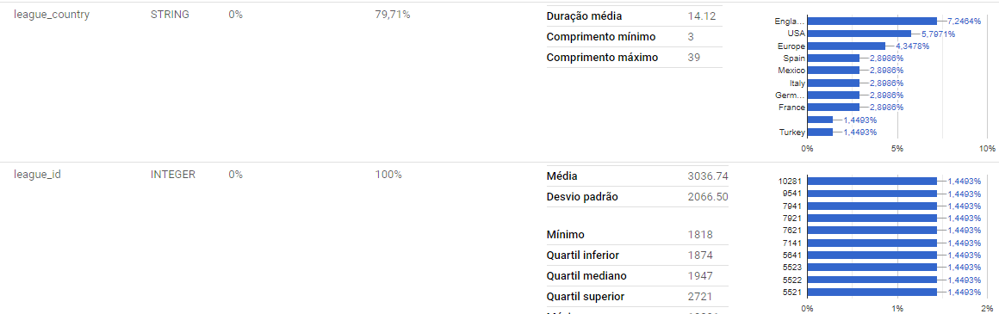 league_country STRING 0% 79,71%
Duração média 14.12
Comprimento mínimo 3
Comprimento máximo 39
Engla... 7,2464%
USA 5,7971%
Europe 4,3478%
Spain 2,8986%
Mexico 2,8986%
Italy 2,8986%
Germ... 2,8986%
France 2,8986%
1,4493%
Turkey 1,4493%
0% 5% 10%
league_id INTEGER 0% 100%
Média 3036.74
Desvio padrão 2066.50
Mínimo 1818
Quartil inferior 1874
Quartil mediano 1947
Quartil superior 2721
10281 1,4493%
9541 1,4493%
7941 1,4493%
7921 1,4493%
7621 1,4493%
7141 1,4493%
5641 1,4493%
5523 1,4493%
5522 1,4493%
5521 1,4493%
0% 1% 2%